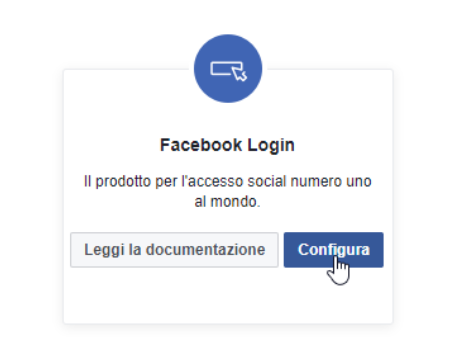 Facebook Login
Il prodotto per l'accesso social numero uno
al mondo.
Leggi la documentazione Configura